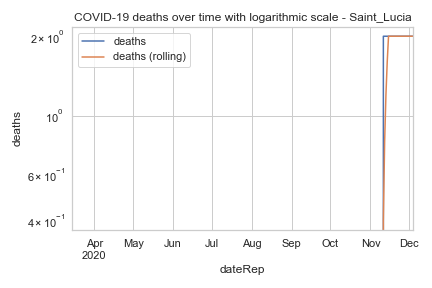 COVID-19 deaths over time with logarithmic scale - Saint_Lucia
deaths
deaths (rolling)
2 × 10⁰
10⁰
6 × 10⁻¹
4 × 10⁻¹
deaths
Apr May Jun Jul Aug Sep Oct Nov Dec
2020
dateRep